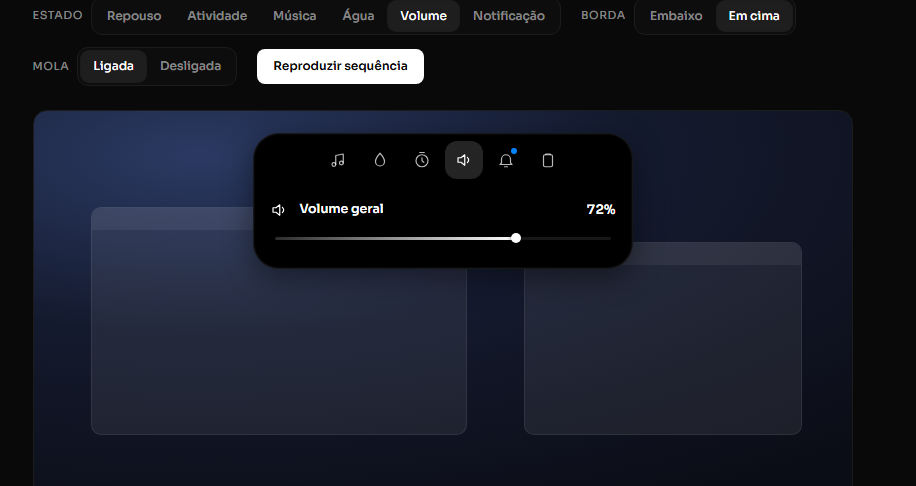 ESTADO Repouso Atividade Música Água Volume Notificação BORDA Embaixo Em cima
MOLA Ligada Desligada Reproduzir sequência
Volume geral 72%